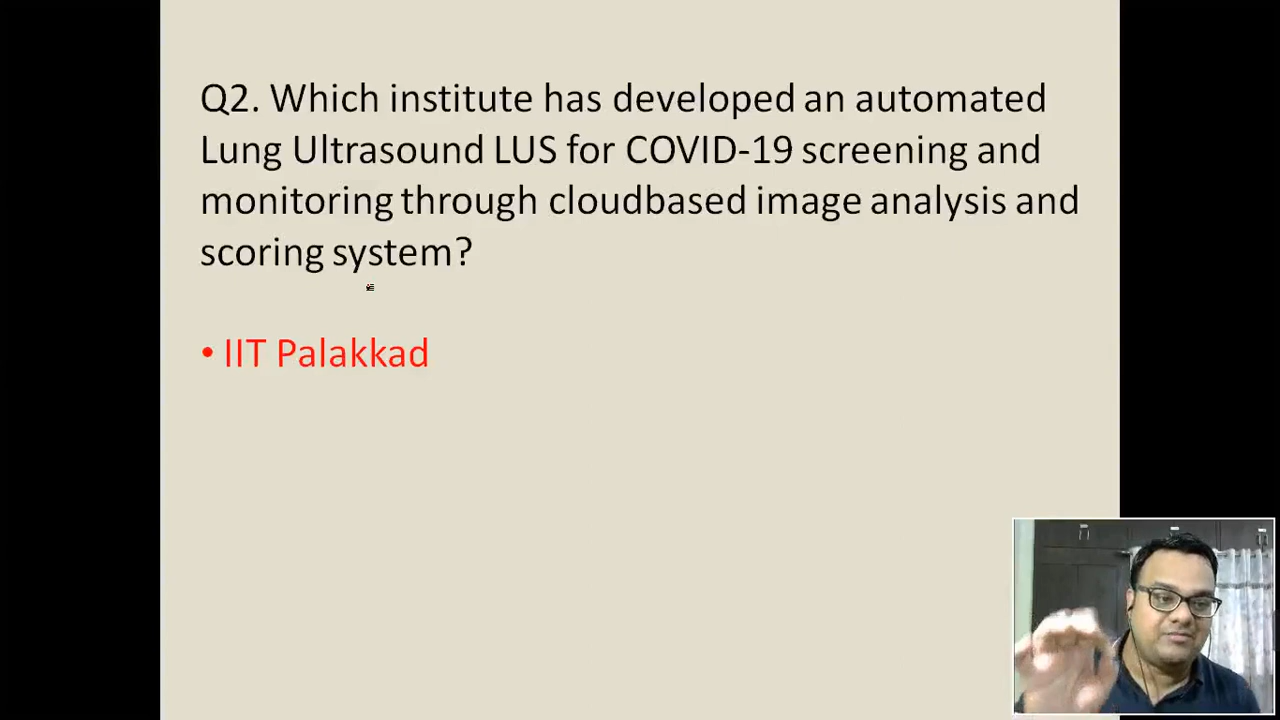 Q2. Which institute has developed an automated
Lung Ultrasound LUS for COVID-19 screening and
monitoring through cloudbased image analysis and
scoring system?
• IIT Palakkad